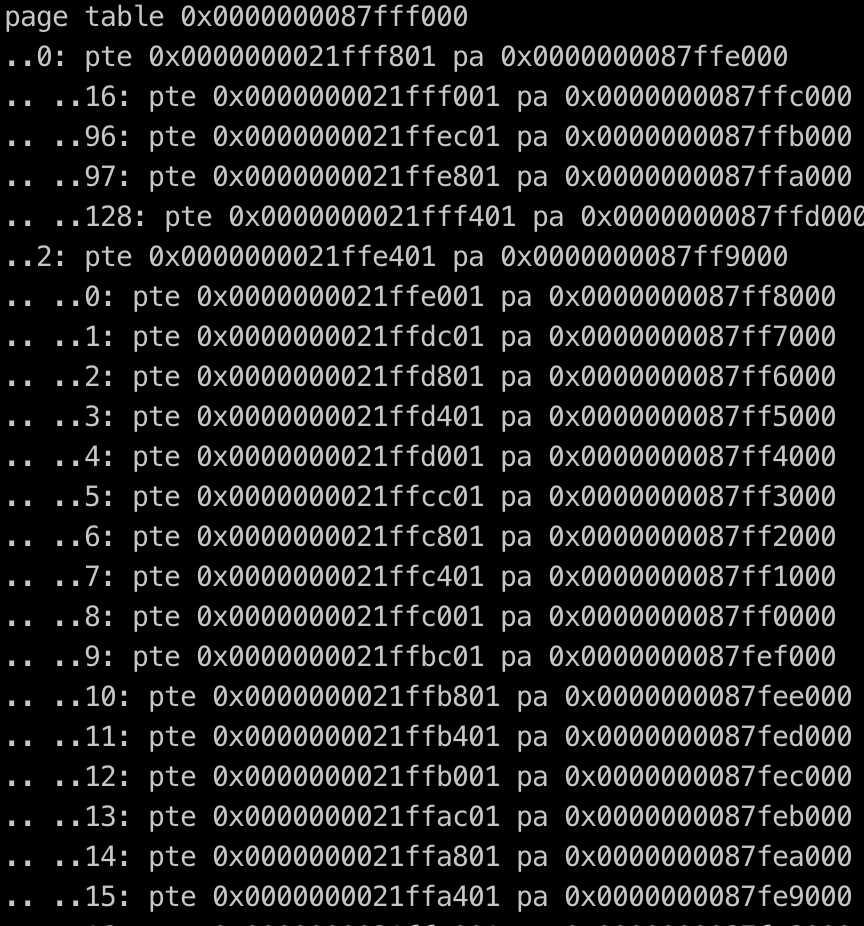 page table 0x0000000087fff000
..0: pte 0x0000000021fff801 pa 0x0000000087ffe000
.. ..16: pte 0x0000000021fff001 pa 0x0000000087ffc000
.. ..96: pte 0x0000000021ffec01 pa 0x0000000087ffb000
.. ..97: pte 0x0000000021ffe801 pa 0x0000000087ffa000
.. ..128: pte 0x0000000021fff401 pa 0x0000000087ffd000
..2: pte 0x0000000021ffe401 pa 0x0000000087ff9000
.. ..0: pte 0x0000000021ffe001 pa 0x0000000087ff8000
.. ..1: pte 0x0000000021ffdc01 pa 0x0000000087ff7000
.. ..2: pte 0x0000000021ffd801 pa 0x0000000087ff6000
.. ..3: pte 0x0000000021ffd401 pa 0x0000000087ff5000
.. ..4: pte 0x0000000021ffd001 pa 0x0000000087ff4000
.. ..5: pte 0x0000000021ffcc01 pa 0x0000000087ff3000
.. ..6: pte 0x0000000021ffc801 pa 0x0000000087ff2000
.. ..7: pte 0x0000000021ffc401 pa 0x0000000087ff1000
.. ..8: pte 0x0000000021ffc001 pa 0x0000000087ff0000
.. ..9: pte 0x0000000021ffbc01 pa 0x0000000087fef000
.. ..10: pte 0x0000000021ffb801 pa 0x0000000087fee000
.. ..11: pte 0x0000000021ffb401 pa 0x0000000087fed000
.. ..12: pte 0x0000000021ffb001 pa 0x0000000087fec000
.. ..13: pte 0x0000000021ffac01 pa 0x0000000087feb000
.. ..14: pte 0x0000000021ffa801 pa 0x0000000087fea000
.. ..15: pte 0x0000000021ffa401 pa 0x0000000087fe9000